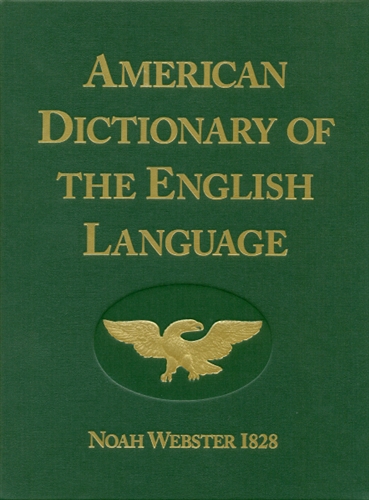 AMERICAN
DICTIONARY OF
THE ENGLISH
LANGUAGE
NOAH WEBSTER 1828